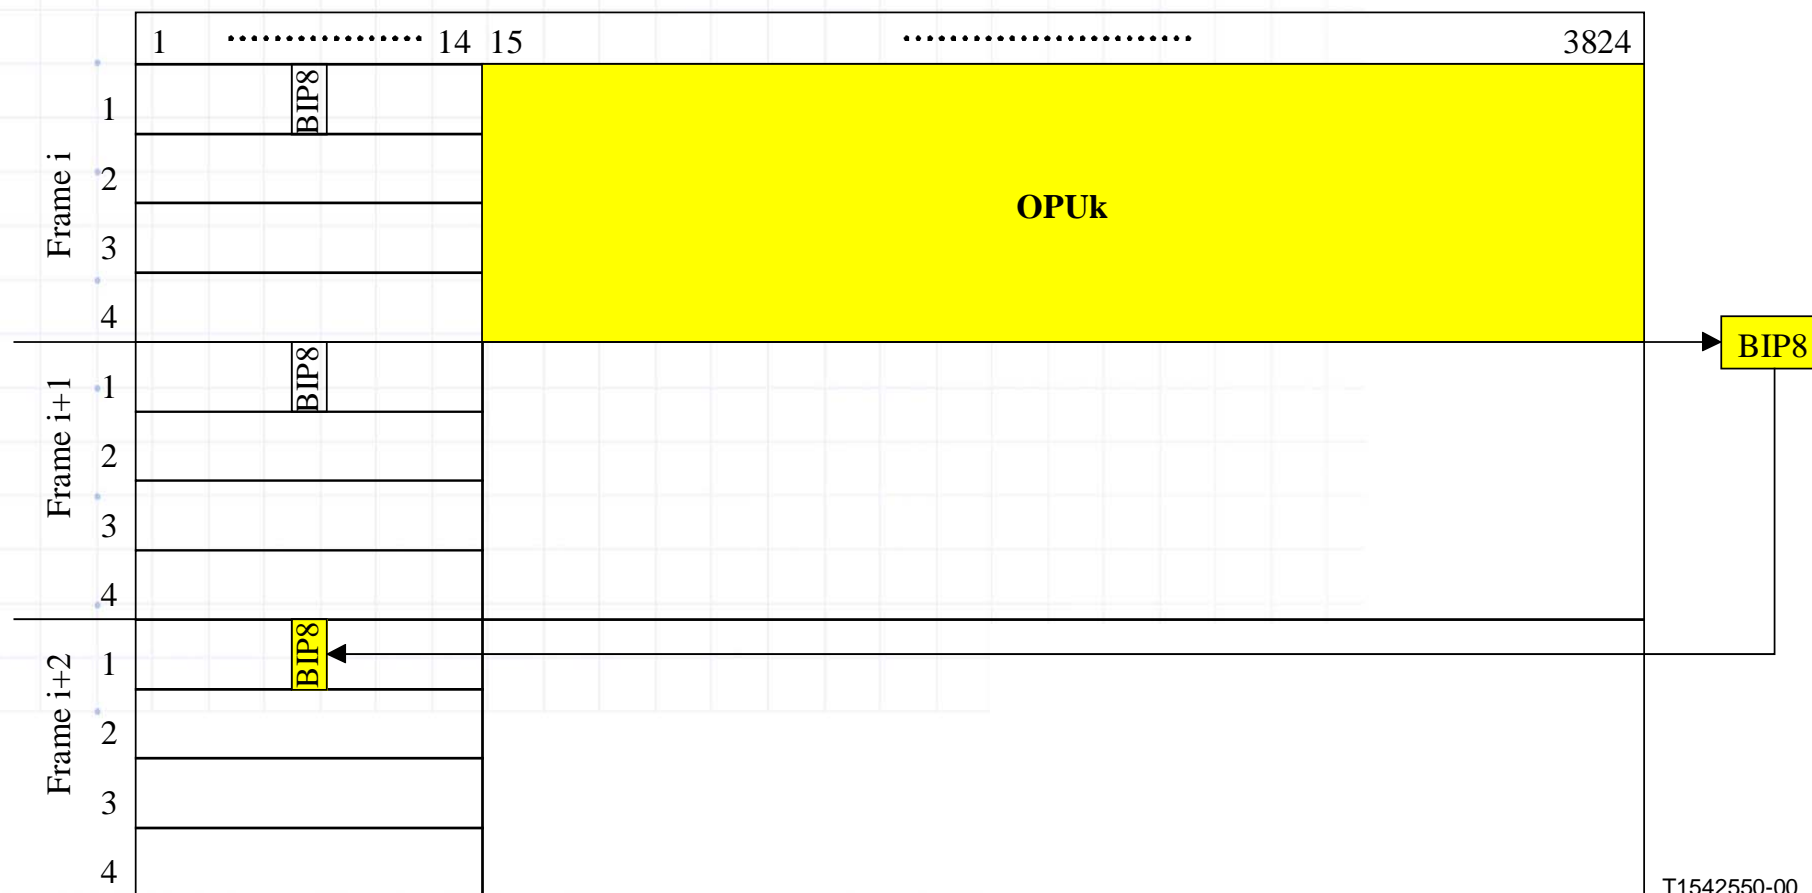 1 ................. 14 15 ...................... 3824
Frame i
1
BIP8
2
3
4
OPUk
BIP8
Frame i+1
1
BIP8
2
3
4
Frame i+2
1
BIP8
2
3
4
T1542550-00